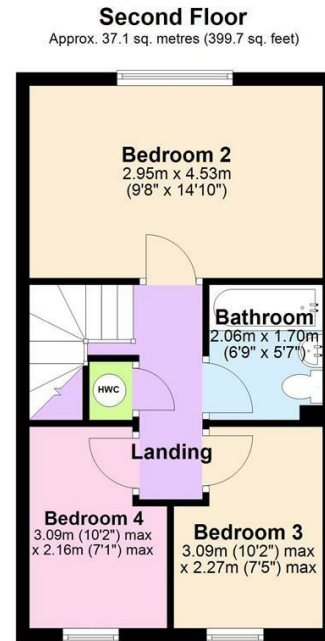 Second Floor
Approx. 37.1 sq. metres (399.7 sq. feet)
Bedroom 2
2.95m x 4.53m
(9'8" x 14'10")
Bathroom
2.06m x 1.70m
(6'9" x 5'7")
HWC
Landing
Bedroom 4
3.09m (10'2") max
x 2.16m (7'1") max
Bedroom 3
3.09m (10'2") max
x 2.27m (7'5") max